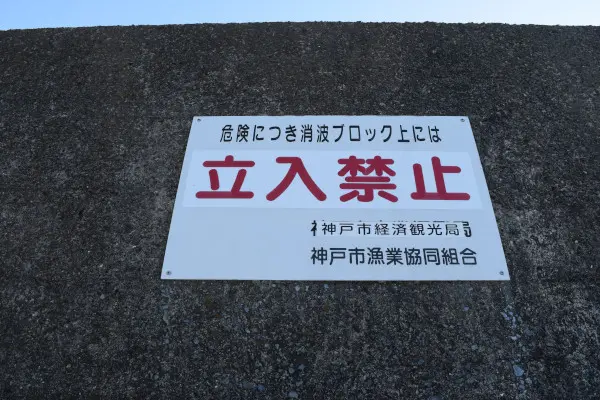 危険につき消波ブロック上には
立入禁止
神戸市経済観光局
神戸市漁業協同組合